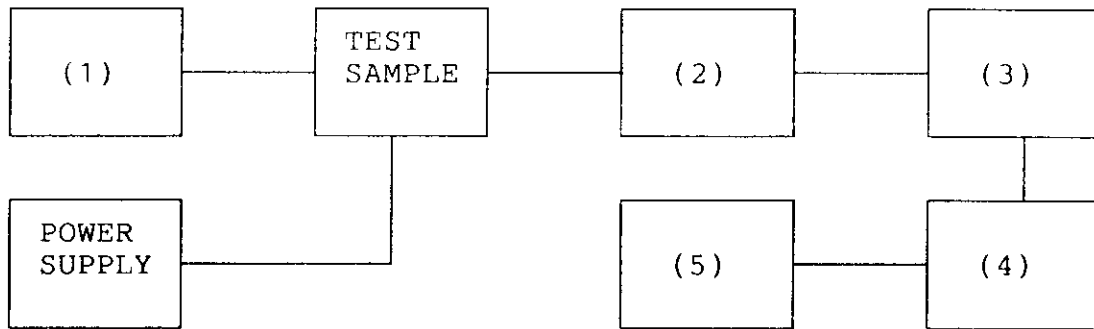 (1)
TEST
SAMPLE
(2)
(3)
POWER
SUPPLY
(5)
(4)